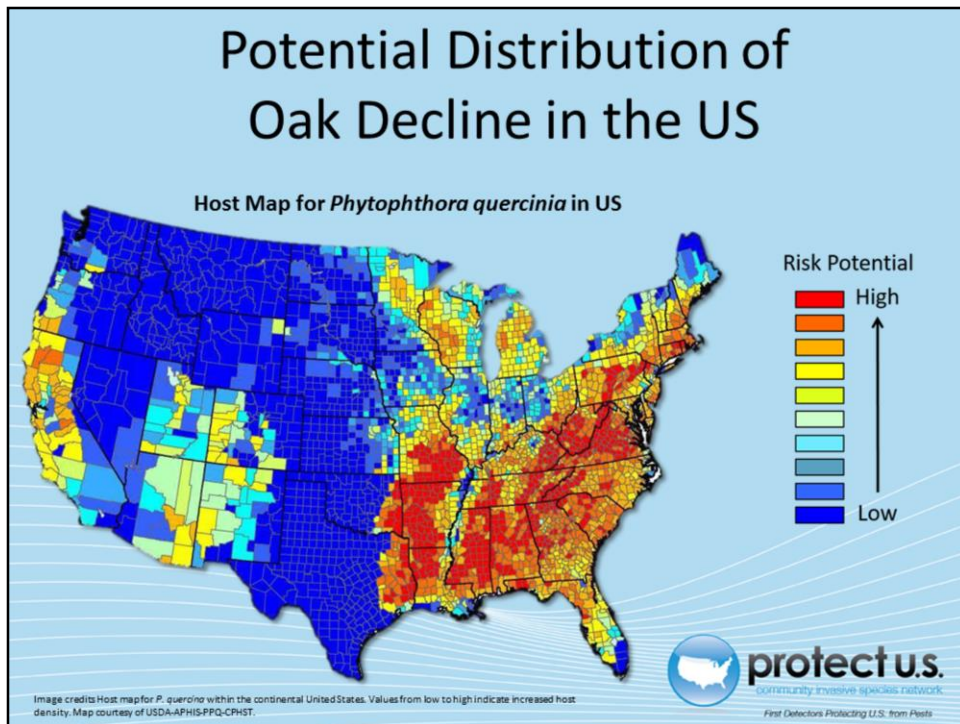 Potential Distribution of
Oak Decline in the US
Host Map for Phytophthora quercinia in US
Risk Potential
High
Low
protect u.s.
community invasive species network
First Detectors Protecting U.S. from Pests
Image credits Host map for P. quercina within the continental United States. Values from low to high indicate increased host
density. Map courtesy of USDA-APHIS-PPQ-CPHST.